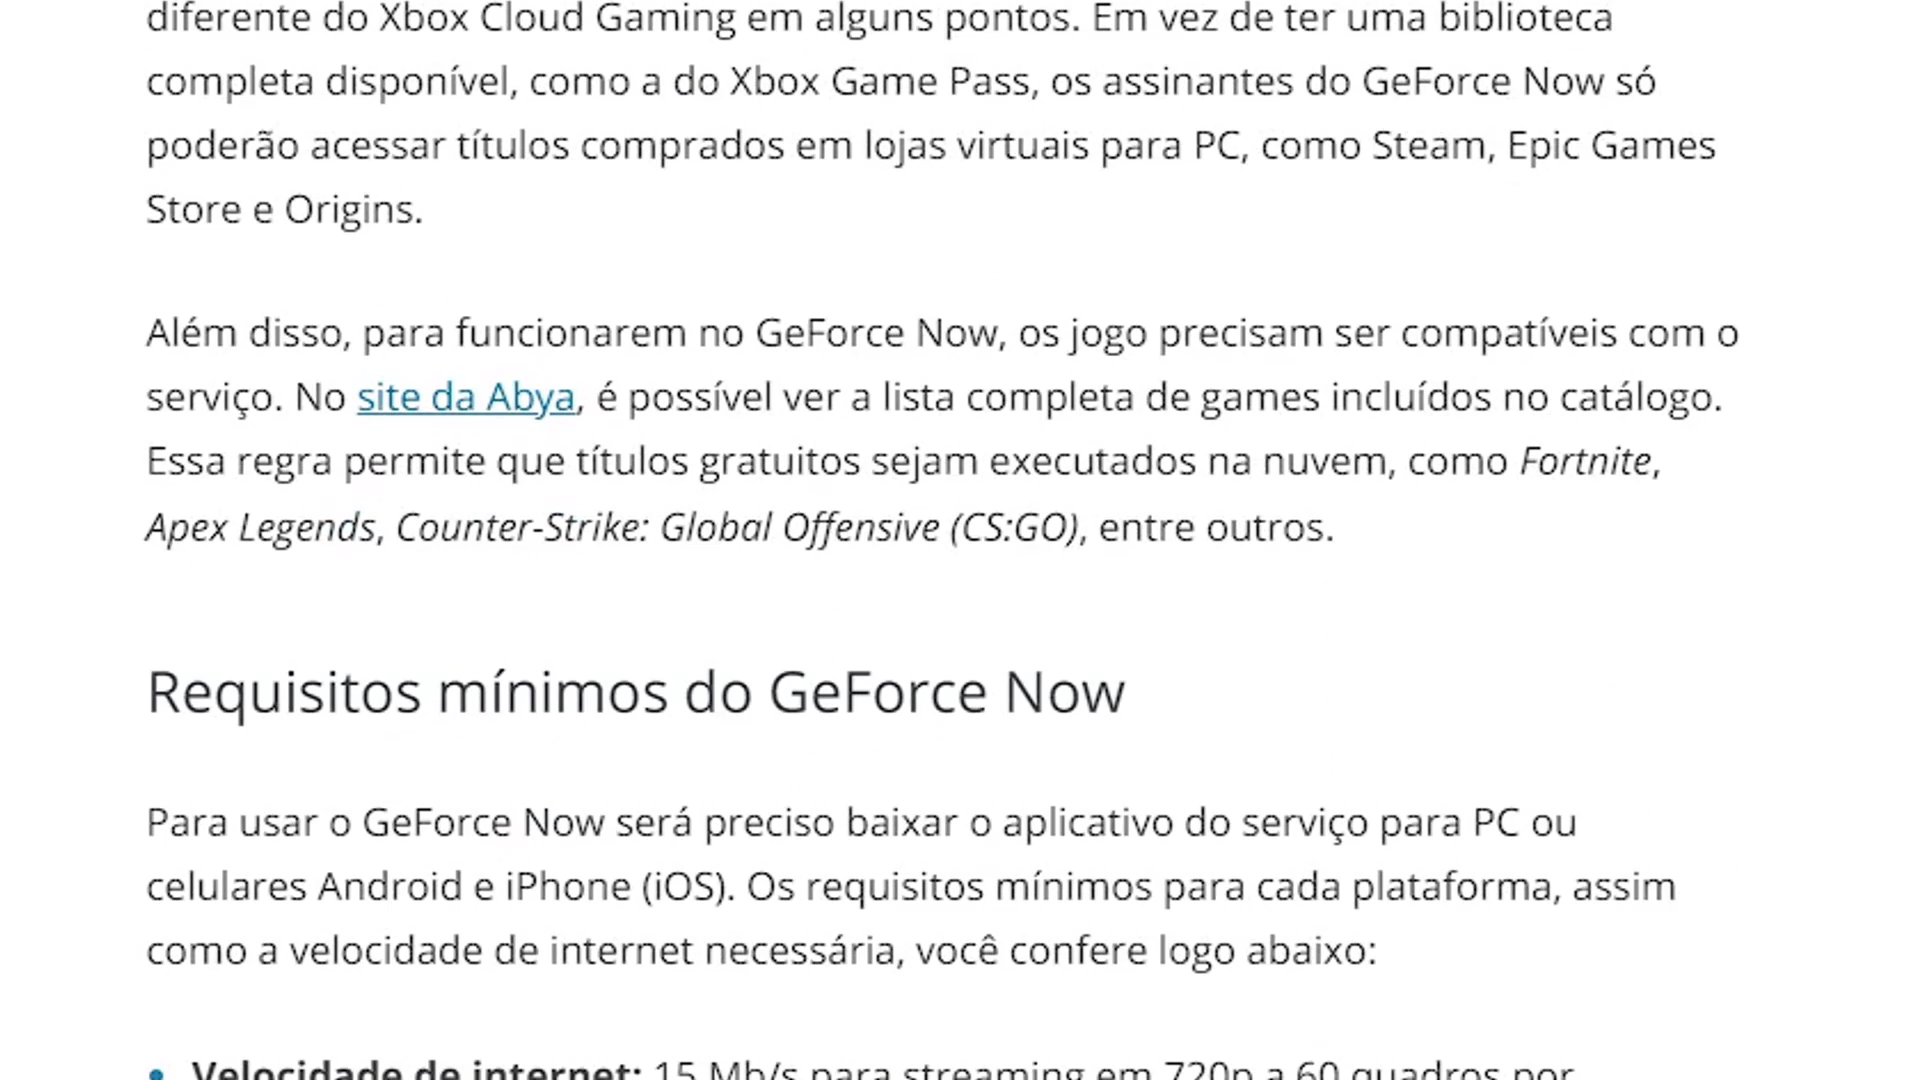 diferente do Xbox Cloud Gaming em alguns pontos. Em vez de ter uma biblioteca
completa disponível, como a do Xbox Game Pass, os assinantes do GeForce Now só
poderão acessar títulos comprados em lojas virtuais para PC, como Steam, Epic Games
Store e Origins.
Além disso, para funcionarem no GeForce Now, os jogo precisam ser compatíveis com o
serviço. No site da Abya, é possível ver a lista completa de games incluídos no catálogo.
Essa regra permite que títulos gratuitos sejam executados na nuvem, como Fortnite,
Apex Legends, Counter-Strike: Global Offensive (CS:GO), entre outros.
Requisitos mínimos do GeForce Now
Para usar o GeForce Now será preciso baixar o aplicativo do serviço para PC ou
celulares Android e iPhone (iOS). Os requisitos mínimos para cada plataforma, assim
como a velocidade de internet necessária, você confere logo abaixo:
• Velocidade de internet: 15 Mb/s para streaming em 720p a 60 quadros por